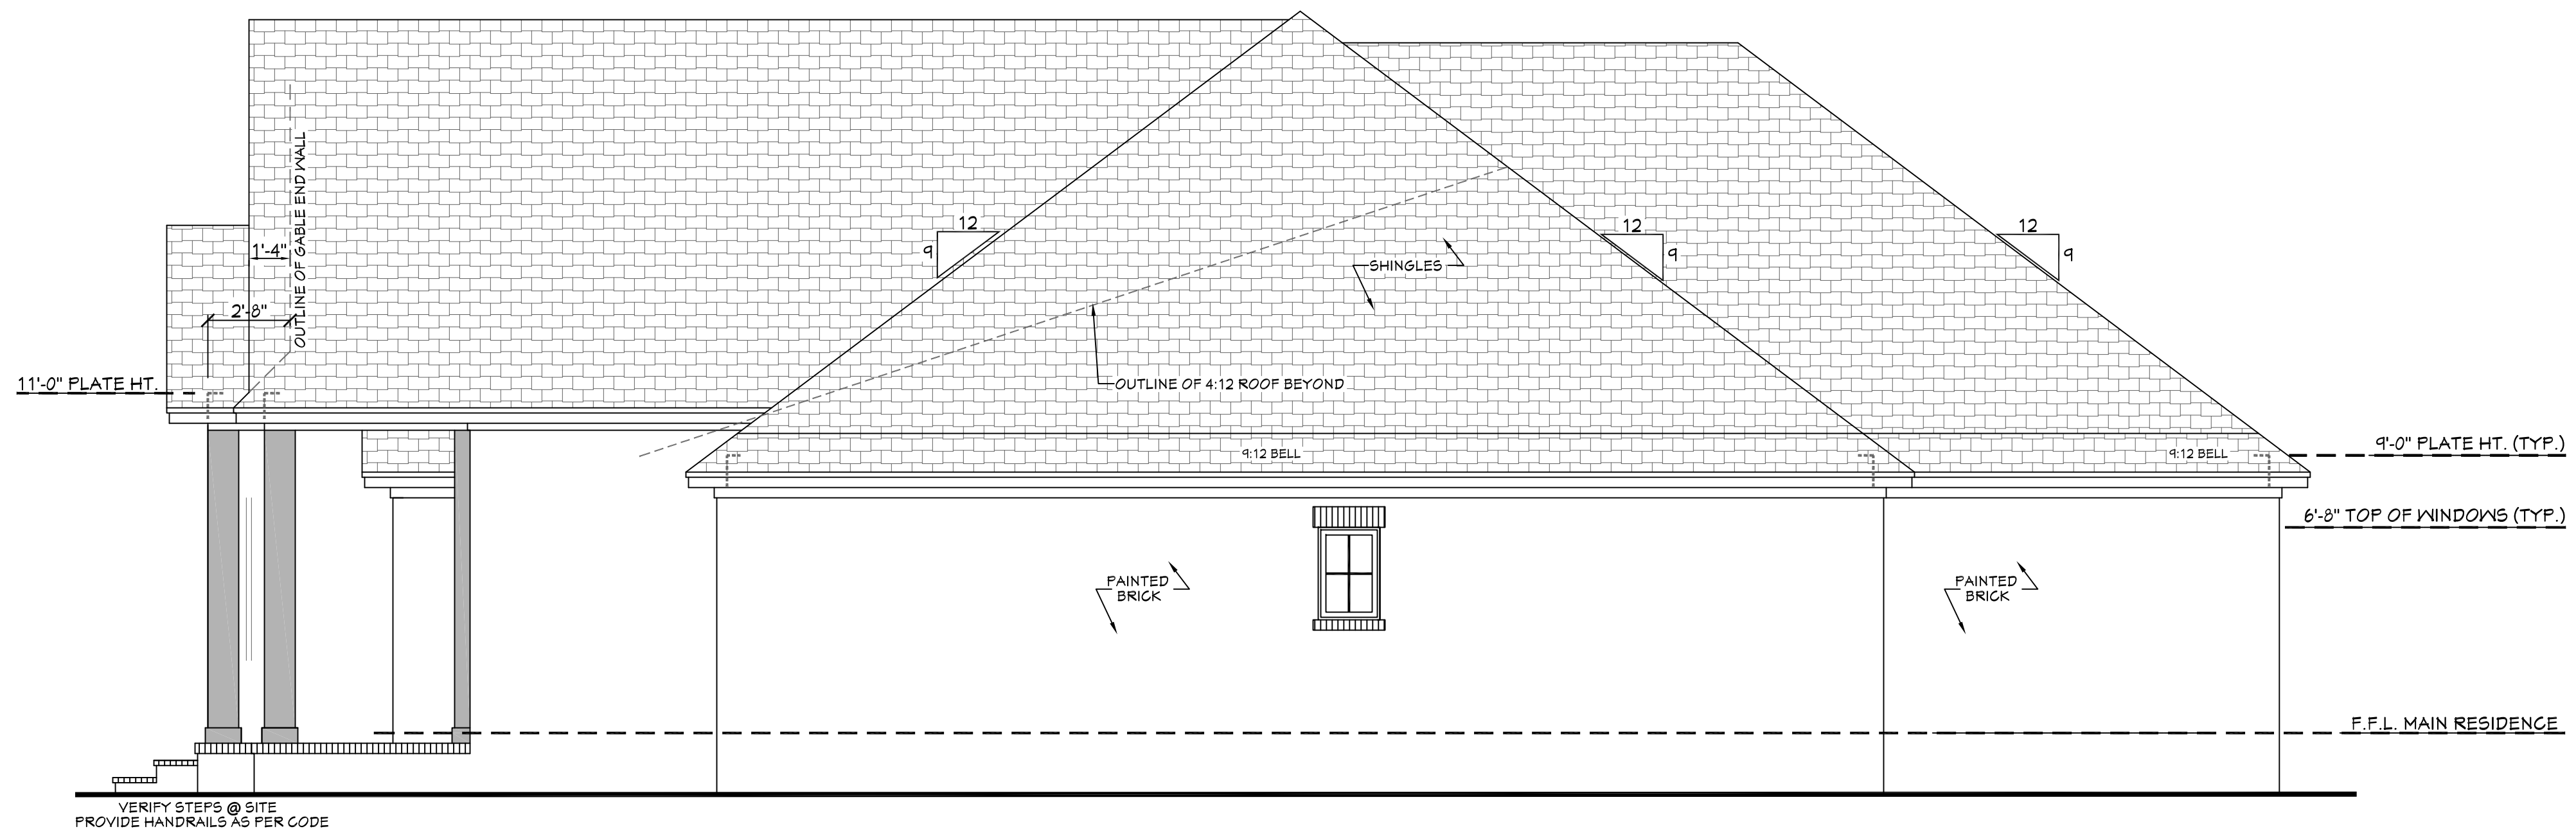 12
9
12
9
12
9
1'-4"
OUTLINE OF GABLE END WALL
SHINGLES
2'-8"
11'-0" PLATE HT.
OUTLINE OF 4:12 ROOF BEYOND
9'-0" PLATE HT. (TYP.)
9:12 BELL
9:12 BELL
6'-8" TOP OF WINDOWS (TYP.)
PAINTED
BRICK
PAINTED
BRICK
F.F.L. MAIN RESIDENCE
VERIFY STEPS @ SITE
PROVIDE HANDRAILS AS PER CODE